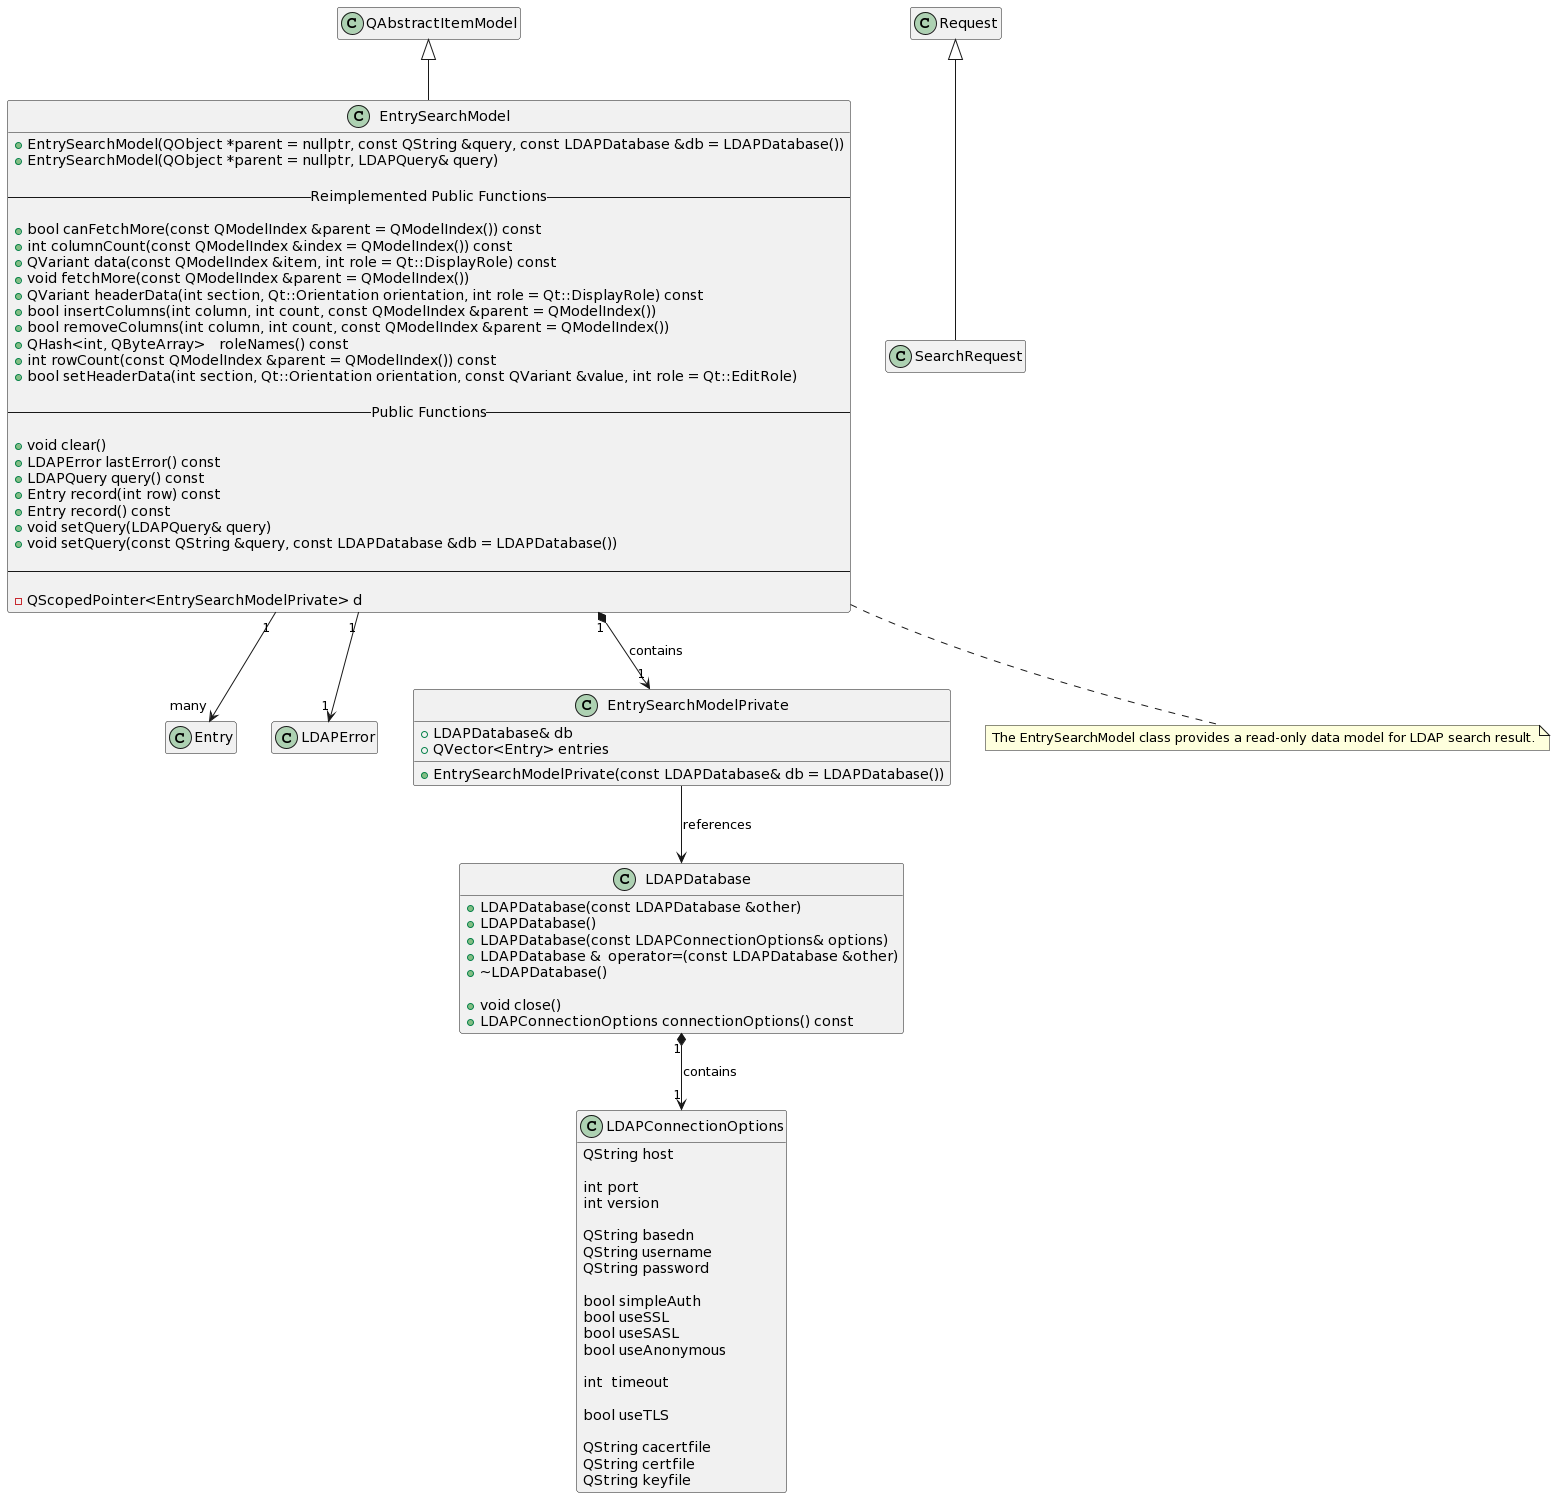 C QAbstractItemModel
C Request
C EntrySearchModel
EntrySearchModel(QObject *parent = nullptr, const QString &query, const LDAPDatabase &db = LDAPDatabase())
EntrySearchModel(QObject *parent = nullptr, LDAPQuery& query)
Reimplemented Public Functions
bool canFetchMore(const QModelIndex &parent = QModelIndex()) const
int columnCount(const QModelIndex &index = QModelIndex()) const
QVariant data(const QModelIndex &item, int role = Qt::DisplayRole) const
void fetchMore(const QModelIndex &parent = QModelIndex())
QVariant headerData(int section, Qt::Orientation orientation, int role = Qt::DisplayRole) const
bool insertColumns(int column, int count, const QModelIndex &parent = QModelIndex())
bool removeColumns(int column, int count, const QModelIndex &parent = QModelIndex())
QHash<int, QByteArray>   roleNames() const
int rowCount(const QModelIndex &parent = QModelIndex()) const
bool setHeaderData(int section, Qt::Orientation orientation, const QVariant &value, int role = Qt::EditRole)
Public Functions
void clear()
LDAPError lastError() const
LDAPQuery query() const
Entry record(int row) const
Entry record() const
void setQuery(LDAPQuery& query)
void setQuery(const QString &query, const LDAPDatabase &db = LDAPDatabase())
QScopedPointer<EntrySearchModelPrivate> d
C SearchRequest
1
1
1
contains
many
1
1
C Entry
C LDAPError
C EntrySearchModelPrivate
LDAPDatabase& db
QVector<Entry> entries
EntrySearchModelPrivate(const LDAPDatabase& db = LDAPDatabase())
The EntrySearchModel class provides a read-only data model for LDAP search result.
references
C LDAPDatabase
LDAPDatabase(const LDAPDatabase &other)
LDAPDatabase()
LDAPDatabase(const LDAPConnectionOptions& options)
LDAPDatabase &  operator=(const LDAPDatabase &other)
~LDAPDatabase()
void close()
LDAPConnectionOptions connectionOptions() const
1
contains
1
C LDAPConnectionOptions
QString host
int port
int version
QString basedn
QString username
QString password
bool simpleAuth
bool useSSL
bool useSASL
bool useAnonymous
int  timeout
bool useTLS
QString cacertfile
QString certfile
QString keyfile